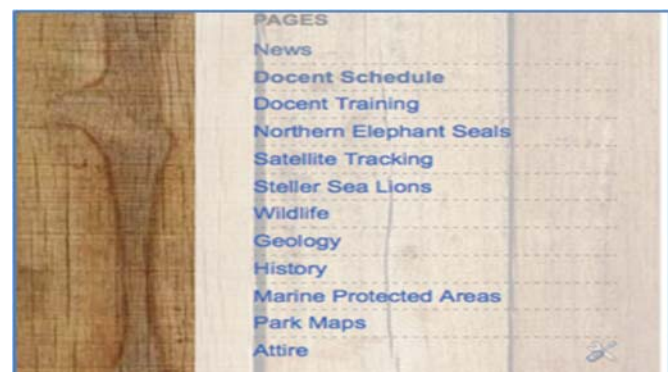 PAGES
News
Docent Schedule
Docent Training
Northern Elephant Seals
Satellite Tracking
Steller Sea Lions
Wildlife
Geology
History
Marine Protected Areas
Park Maps
Attire